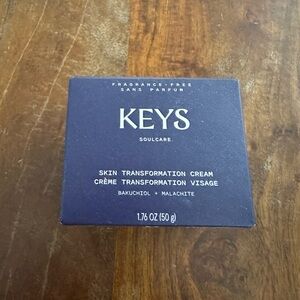 FRAGRANCE-FREE
SANS PARFUM
KEYS
SOULCARE
SKIN TRANSFORMATION CREAM
CRÈME TRANSFORMATION VISAGE
BAKUCHIOL + MALACHITE
1.76 OZ (50 g)